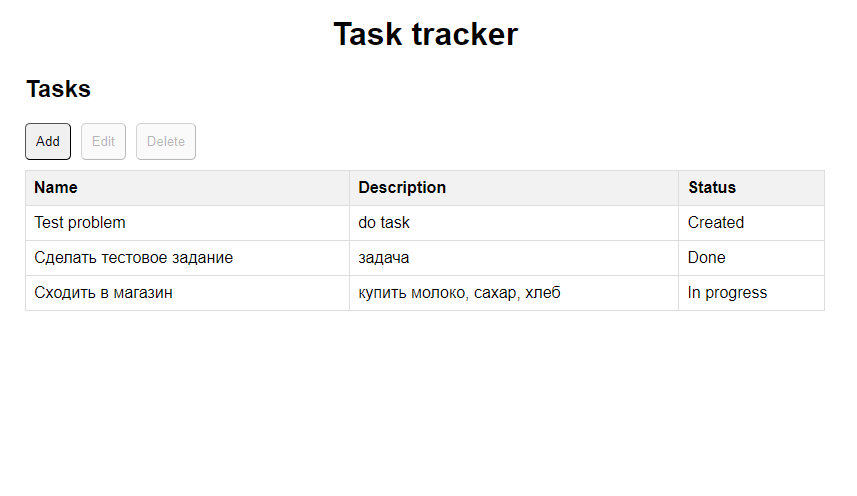 Task tracker
Tasks
Add Edit Delete
Name Description Status
Test problem do task Created
Сделать тестовое задание задача Done
Сходить в магазин купить молоко, сахар, хлеб In progress